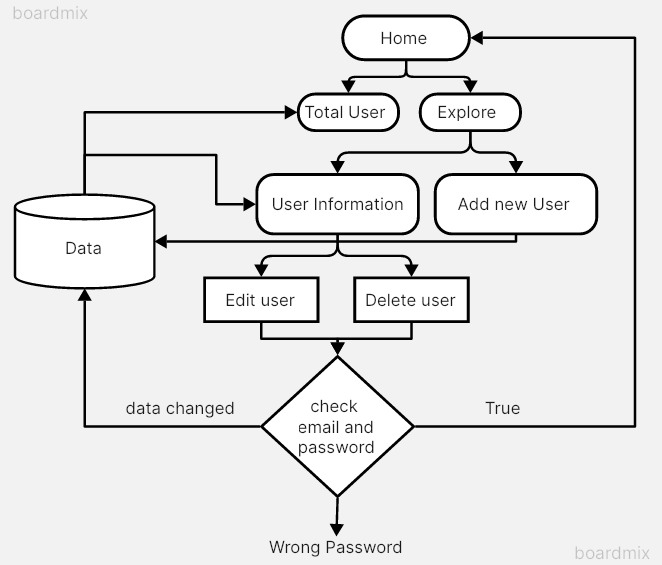 boardmix
Home
Total User
Explore
User Information
Add new User
Data
Edit user
Delete user
data changed
check
email and
password
True
Wrong Password
boardmix